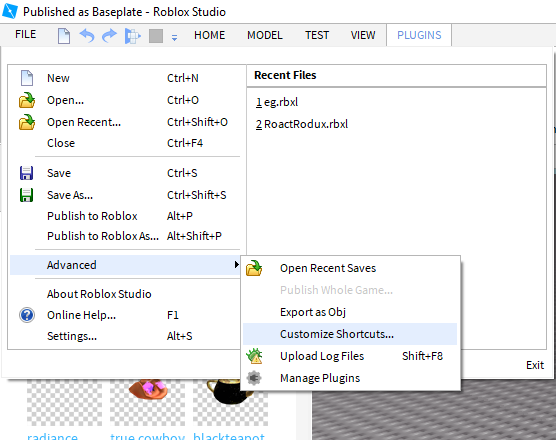 Published as Baseplate - Roblox Studio
FILE HOME MODEL TEST VIEW PLUGINS
Recent Files
New Ctrl+N
1 eg.rbxl
Open... Ctrl+O
2 RoactRodux.rbxl
Open Recent... Ctrl+Shift+O
Close Ctrl+F4
Save Ctrl+S
Save As... Ctrl+Shift+S
Publish to Roblox Alt+P
Publish to Roblox As... Alt+Shift+P
Advanced
Open Recent Saves
Publish Whole Game...
Export as Obj
Customize Shortcuts...
Upload Log Files Shift+F8
Manage Plugins
About Roblox Studio
Online Help... F1
Settings... Alt+S
Exit
radiance true cowboy blackteapot